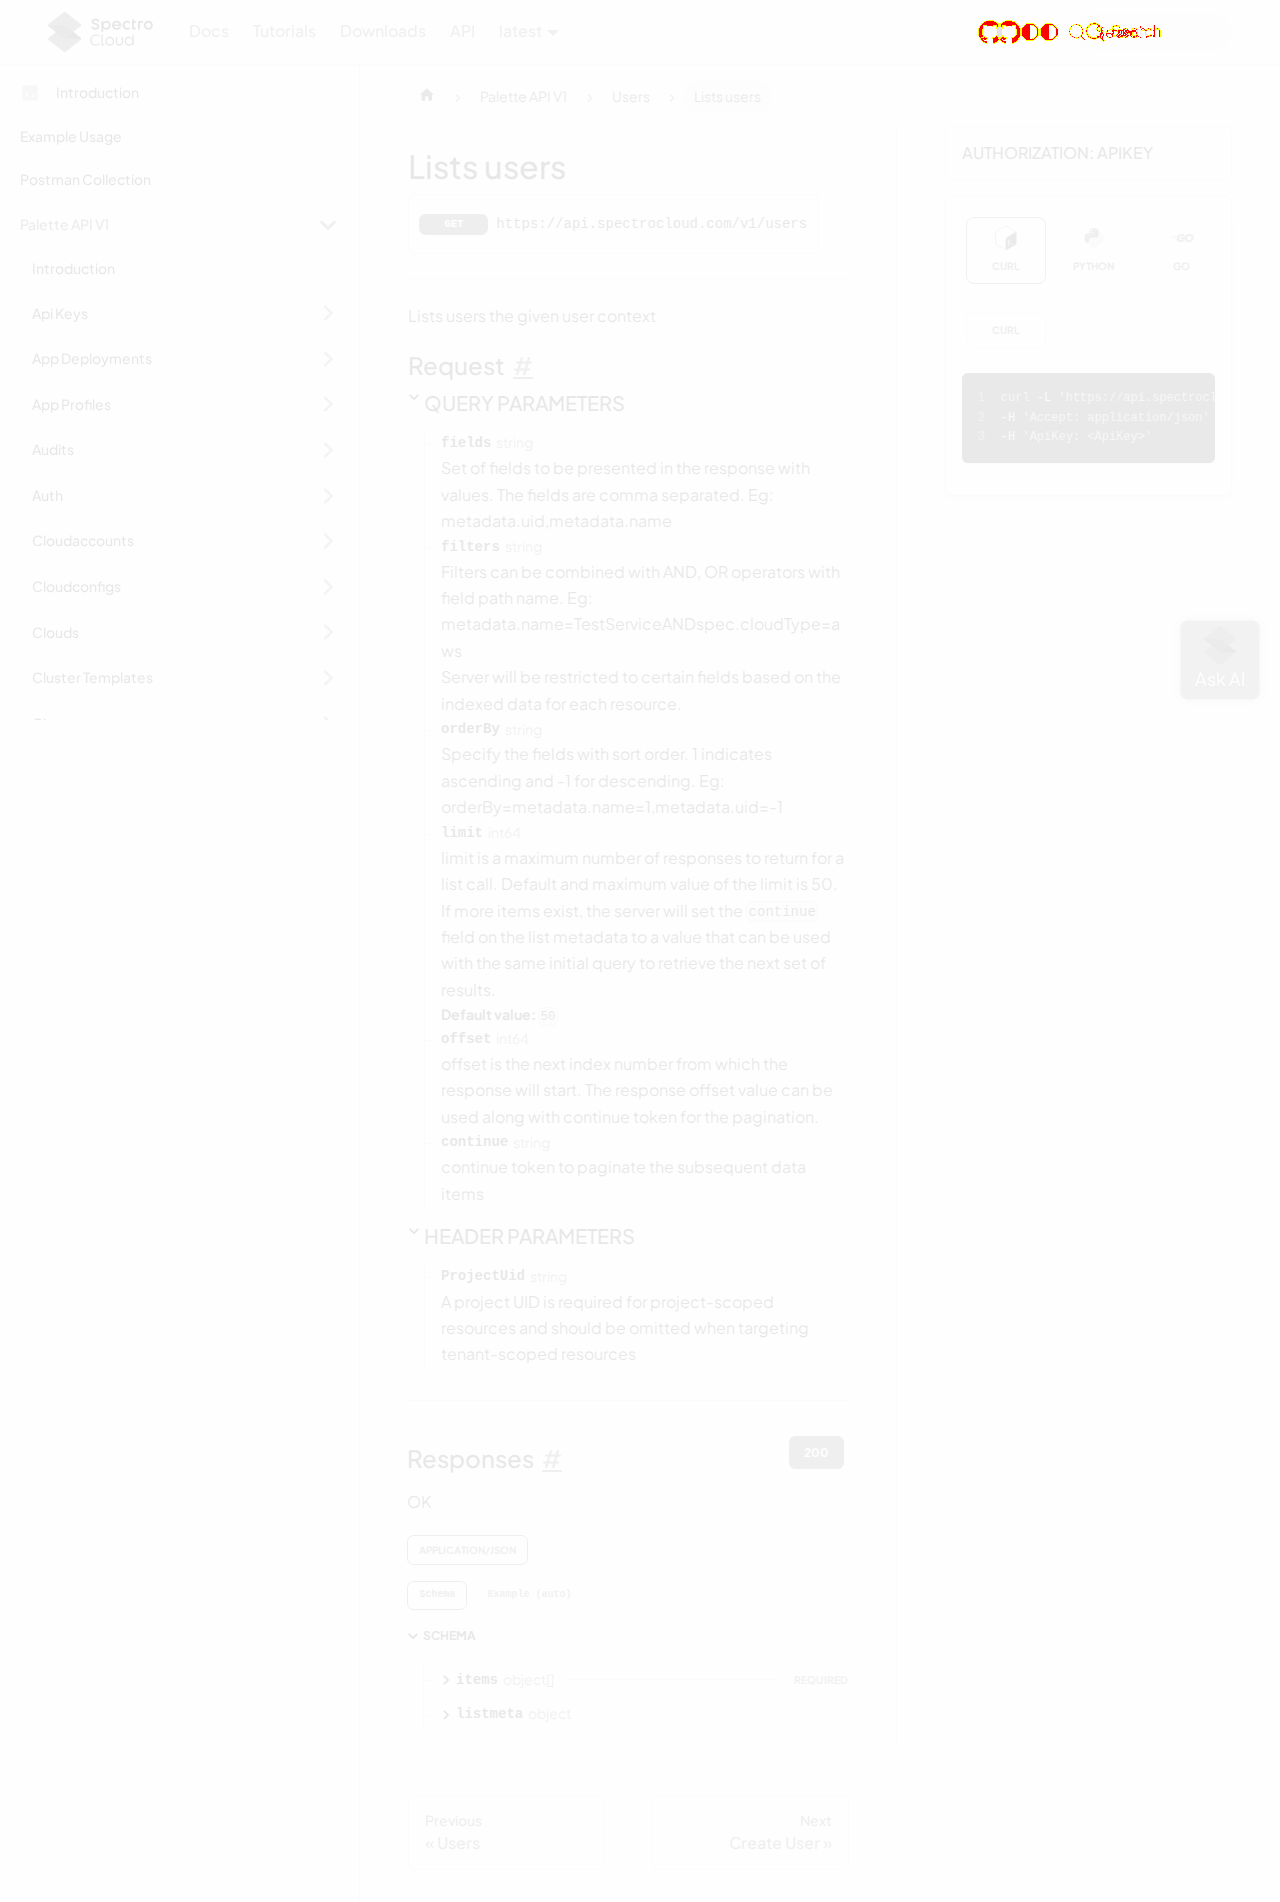 Spectro Cloud
Docs
Tutorials
Downloads
API
latest
Introduction
Example Usage
Postman Collection
Palette API V1
Introduction
Api Keys
App Deployments
App Profiles
Audits
Auth
Cloudaccounts
Cloudconfigs
Clouds
Cluster Templates
Palette API V1
Users
Lists users
Lists users
GET https://api.spectrocloud.com/v1/users
Lists users the given user context
Request #
QUERY PARAMETERS
fields string
Set of fields to be presented in the response with
values. The fields are comma separated. Eg:
metadata.uid,metadata.name
filters string
Filters can be combined with AND, OR operators with
field path name. Eg:
metadata.name=TestServiceANDspec.cloudType=a
ws
Server will be restricted to certain fields based on the
indexed data for each resource.
orderBy string
Specify the fields with sort order. 1 indicates
ascending and -1 for descending. Eg:
orderBy=metadata.name=1,metadata.uid=-1
limit int64
limit is a maximum number of responses to return for a
list call. Default and maximum value of the limit is 50.
If more items exist, the server will set the continue
field on the list metadata to a value that can be used
with the same initial query to retrieve the next set of
results.
Default value: 50
offset int64
offset is the next index number from which the
response will start. The response offset value can be
used along with continue token for the pagination.
continue string
continue token to paginate the subsequent data
items
HEADER PARAMETERS
ProjectUid string
A project UID is required for project-scoped
resources and should be omitted when targeting
tenant-scoped resources
Responses #
200
OK
APPLICATION/JSON
Schema
Example (auto)
SCHEMA
items object[] REQUIRED
listmeta object
Previous
« Users
Next
Create User »
AUTHORIZATION: APIKEY
CURL
PYTHON
GO
GO
CURL
1 curl -L 'https://api.spectrocl
2 -H 'Accept: application/json'
3 -H 'ApiKey: <ApiKey>'
Ask AI